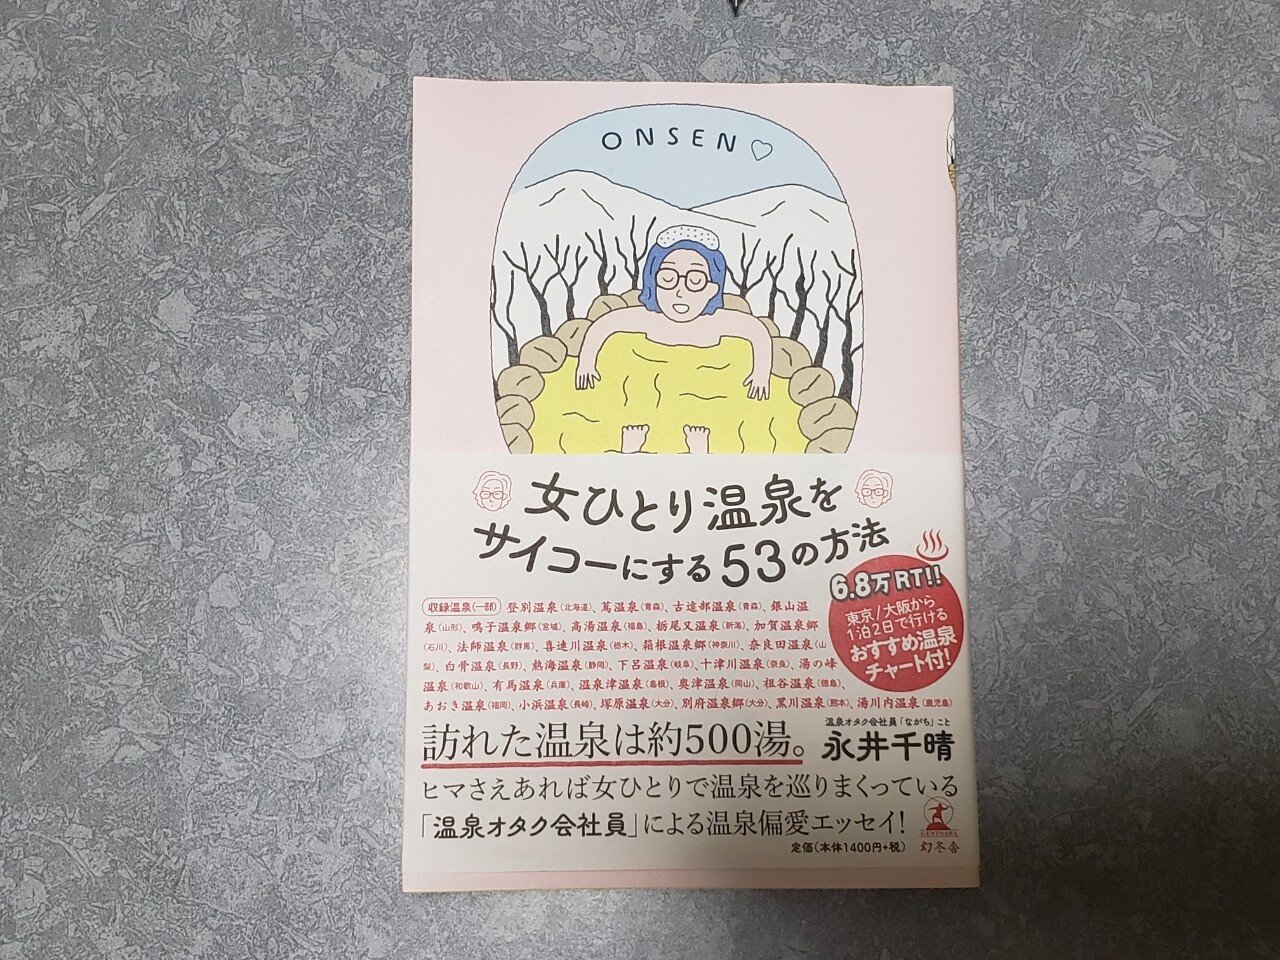 ONSEN♡
女ひとり温泉を
サイコーにする53の方法
6.8万RT!!
東京/大阪から
1泊2日で行ける
おすすめ温泉
チャート付!
収録温泉(一部) 登別温泉(北海道)、蔦温泉(青森)、古遠部温泉(青森)、銀山温
泉(山形)、鳴子温泉郷(宮城)、高湯温泉(福島)、栃尾又温泉(新潟)、加賀温泉郷
(石川)、法師温泉(群馬)、喜連川温泉(栃木)、箱根温泉郷(神奈川)、奈良田温泉(山
梨)、白骨温泉(長野)、熱海温泉(静岡)、下呂温泉(岐阜)、十津川温泉(奈良)、湯の峰
温泉(和歌山)、有馬温泉(兵庫)、温泉津温泉(島根)、奥津温泉(岡山)、祖谷温泉(徳島)、
あおき温泉(福岡)、小浜温泉(長崎)、塚原温泉(大分)、別府温泉郷(大分)、黒川温泉(熊本)、湯川内温泉(鹿児島)
訪れた温泉は約500湯。
温泉オタク会社員「ながち」こと
永井千晴
ヒマさえあれば女ひとりで温泉を巡りまくっている
「温泉オタク会社員」による温泉偏愛エッセイ!
定価(本体1400円+税)
GENTOSHA
幻冬舎